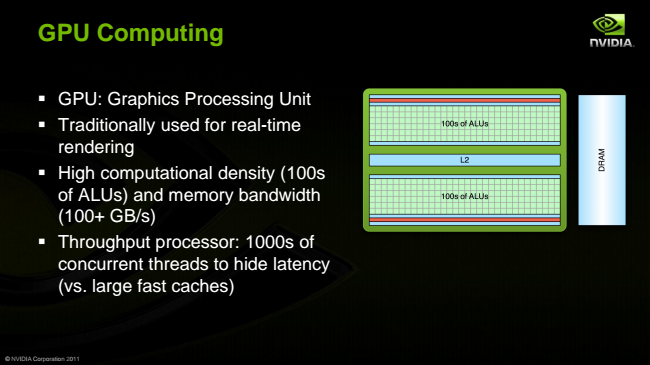 GPU Computing
NVIDIA.
▪ GPU: Graphics Processing Unit
▪ Traditionally used for real-time
rendering
▪ High computational density (100s
of ALUs) and memory bandwidth
(100+ GB/s)
▪ Throughput processor: 1000s of
concurrent threads to hide latency
(vs. large fast caches)
100s of ALUs
L2
100s of ALUs
DRAM
© NVIDIA Corporation 2011